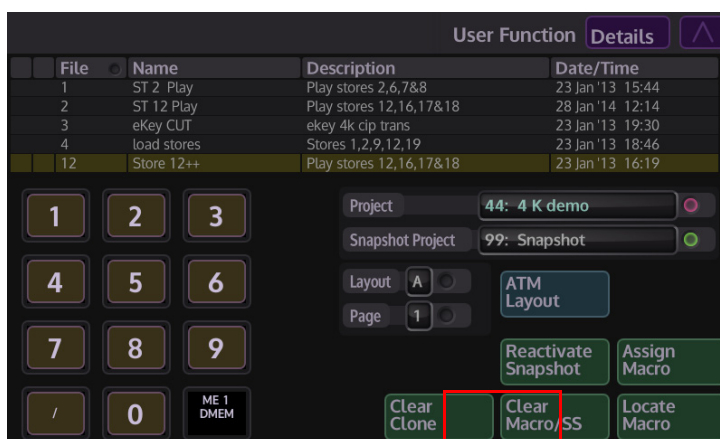 User Function Details
File Name Description Date/Time
1 ST 2 Play Play stores 2,6,7&8 23 Jan '13 15:44
2 ST 12 Play Play stores 12,16,17&18 28 Jan '14 12:14
3 eKey CUT ekey 4k cip trans 23 Jan '13 19:30
4 load stores Stores 1,2,9,12,19 23 Jan '13 18:46
12 Store 12++ Play stores 12,16,17&18 23 Jan '13 16:19
1 2 3
Project 44: 4 K demo
Snapshot Project 99: Snapshot
4 5 6
Layout A
ATM
Layout
Page 1
7 8 9
Reactivate
Snapshot
Assign
Macro
/ 0
ME 1
DMEM
Clear
Clone
Clear
Macro/SS
Locate
Macro